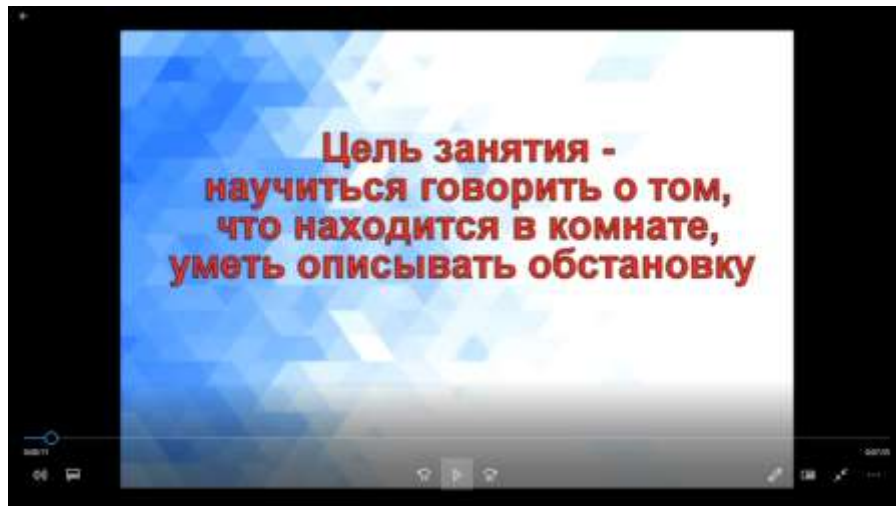 Цель занятия -
научиться говорить о том,
что находится в комнате,
уметь описывать обстановку